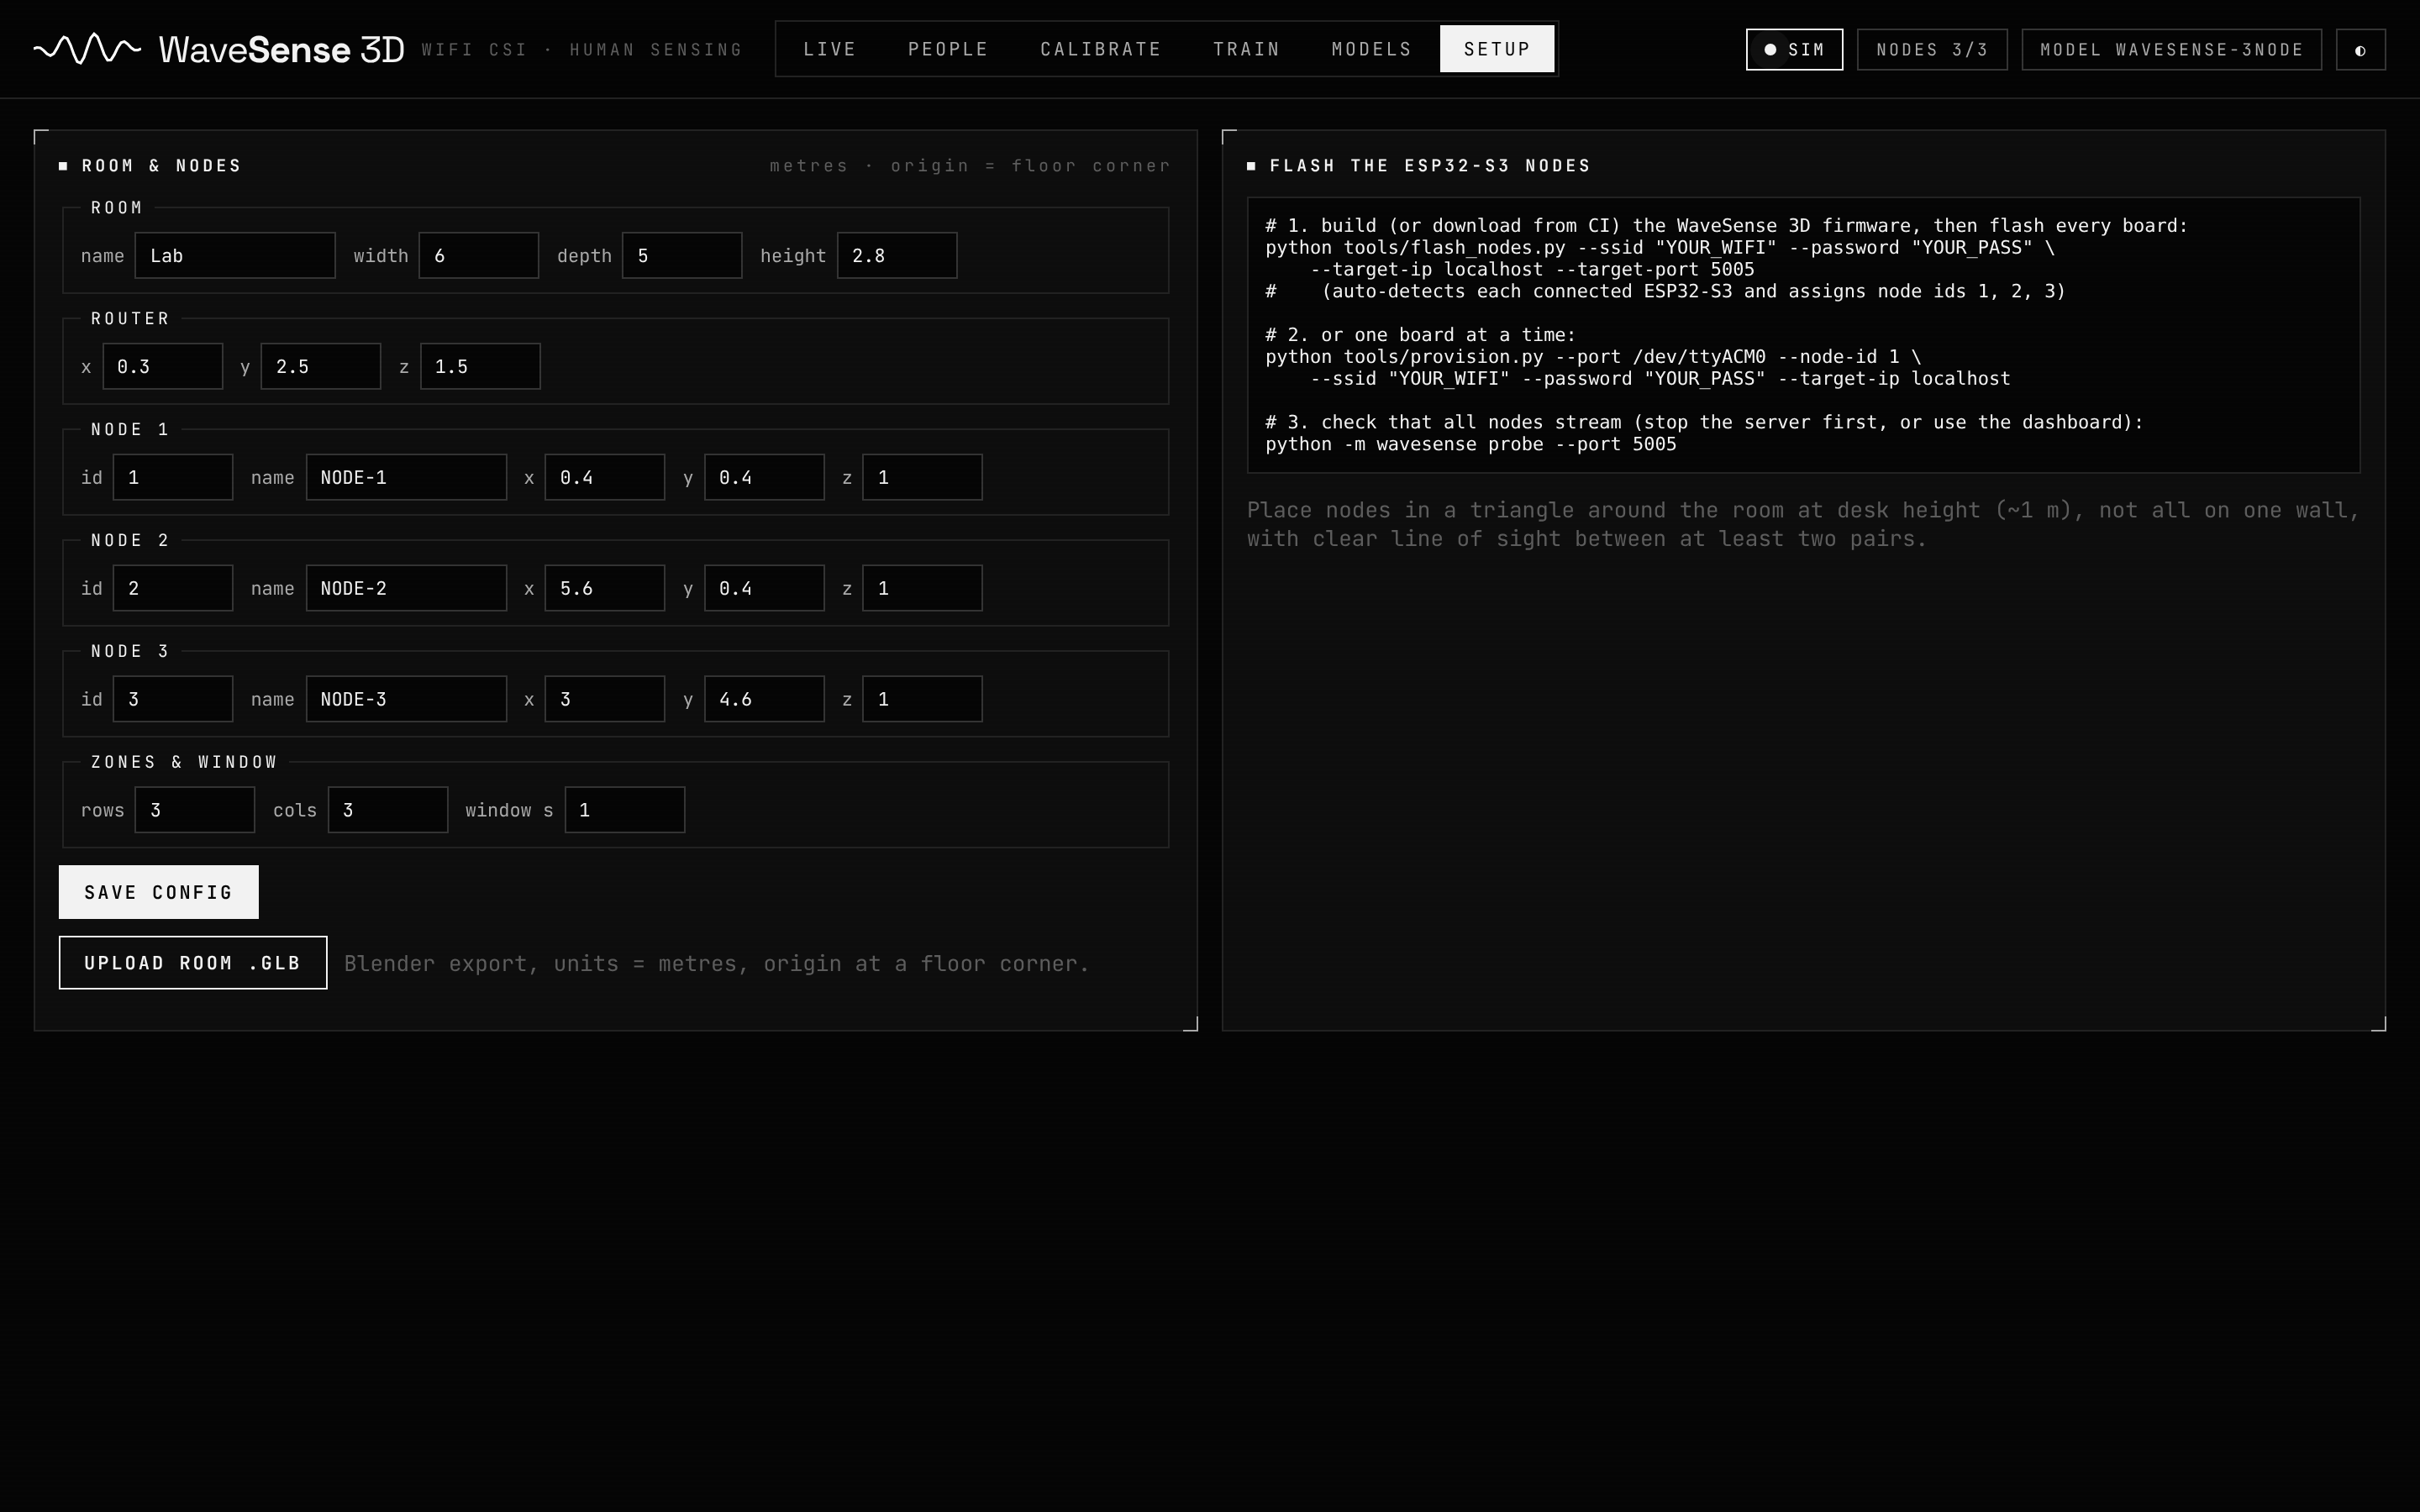 WaveSense 3D WIFI CSI · HUMAN SENSING LIVE PEOPLE CALIBRATE TRAIN MODELS SETUP SIM NODES 3/3 MODEL WAVESENSE-3NODE
ROOM & NODES metres · origin = floor corner
ROOM
name Lab width 6 depth 5 height 2.8
ROUTER
x 0.3 y 2.5 z 1.5
NODE 1
id 1 name NODE-1 x 0.4 y 0.4 z 1
NODE 2
id 2 name NODE-2 x 5.6 y 0.4 z 1
NODE 3
id 3 name NODE-3 x 3 y 4.6 z 1
ZONES & WINDOW
rows 3 cols 3 window s 1
SAVE CONFIG
UPLOAD ROOM .GLB Blender export, units = metres, origin at a floor corner.
FLASH THE ESP32-S3 NODES
# 1. build (or download from CI) the WaveSense 3D firmware, then flash every board:
python tools/flash_nodes.py --ssid "YOUR_WIFI" --password "YOUR_PASS" \
    --target-ip localhost --target-port 5005
#    (auto-detects each connected ESP32-S3 and assigns node ids 1, 2, 3)
# 2. or one board at a time:
python tools/provision.py --port /dev/ttyACM0 --node-id 1 \
    --ssid "YOUR_WIFI" --password "YOUR_PASS" --target-ip localhost
# 3. check that all nodes stream (stop the server first, or use the dashboard):
python -m wavesense probe --port 5005
Place nodes in a triangle around the room at desk height (~1 m), not all on one wall,
with clear line of sight between at least two pairs.